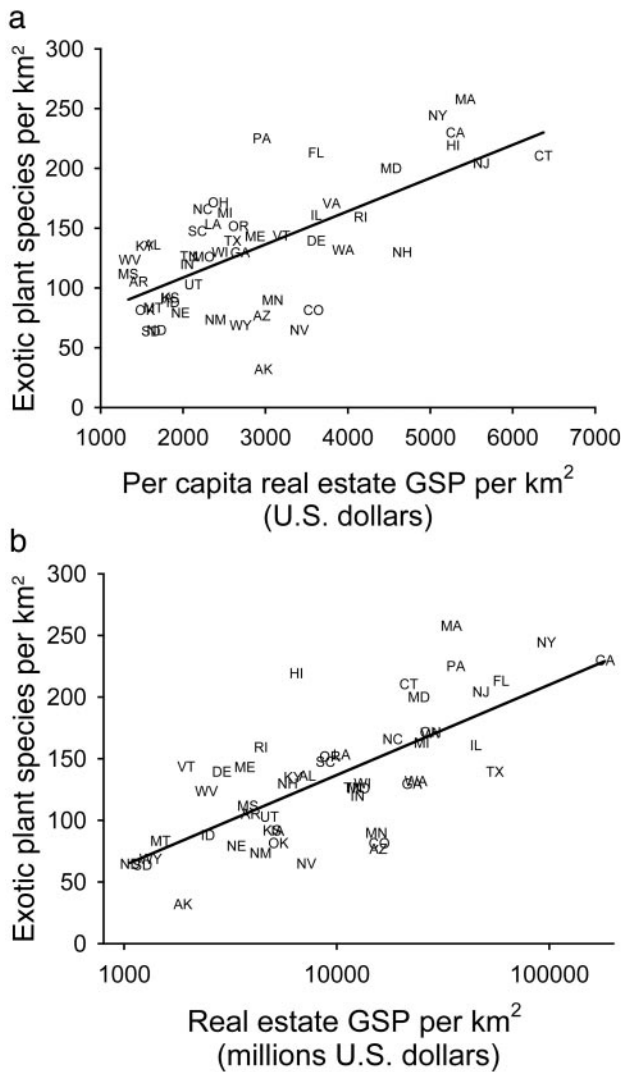 a
300
MA
NY
250
CA
PA
HI
FL
CT
NJ
200
MD
Exotic plant species per km²
OH
VA
NC
MI
IL
RI
150
LA
OR
SC
ME
VT
TX
DE
WI
GA
WA
NH
WV
IN
MS
AR
UT
100
MN
ID
MT
NE
CO
AZ
NM
WY
NV
50
AK
0
1000 2000 3000 4000 5000 6000 7000
Per capita real estate GSP per km²
(U.S. dollars)
b
300
MA
250
NY
PA
CA
HI
FL
CT
NJ
200
MD
Exotic plant species per km²
NC
MI
IL
RI
150
LA
SC
VT
ME
DE
TX
AL
KY
WI
WA
NH
GA
WV
IN
MS
AR
UT
100
ID
MN
MT
OK
CO
NE
AZ
NM
WY
NV
SD
50
AK
0
1000 10000 100000
Real estate GSP per km²
(millions U.S. dollars)